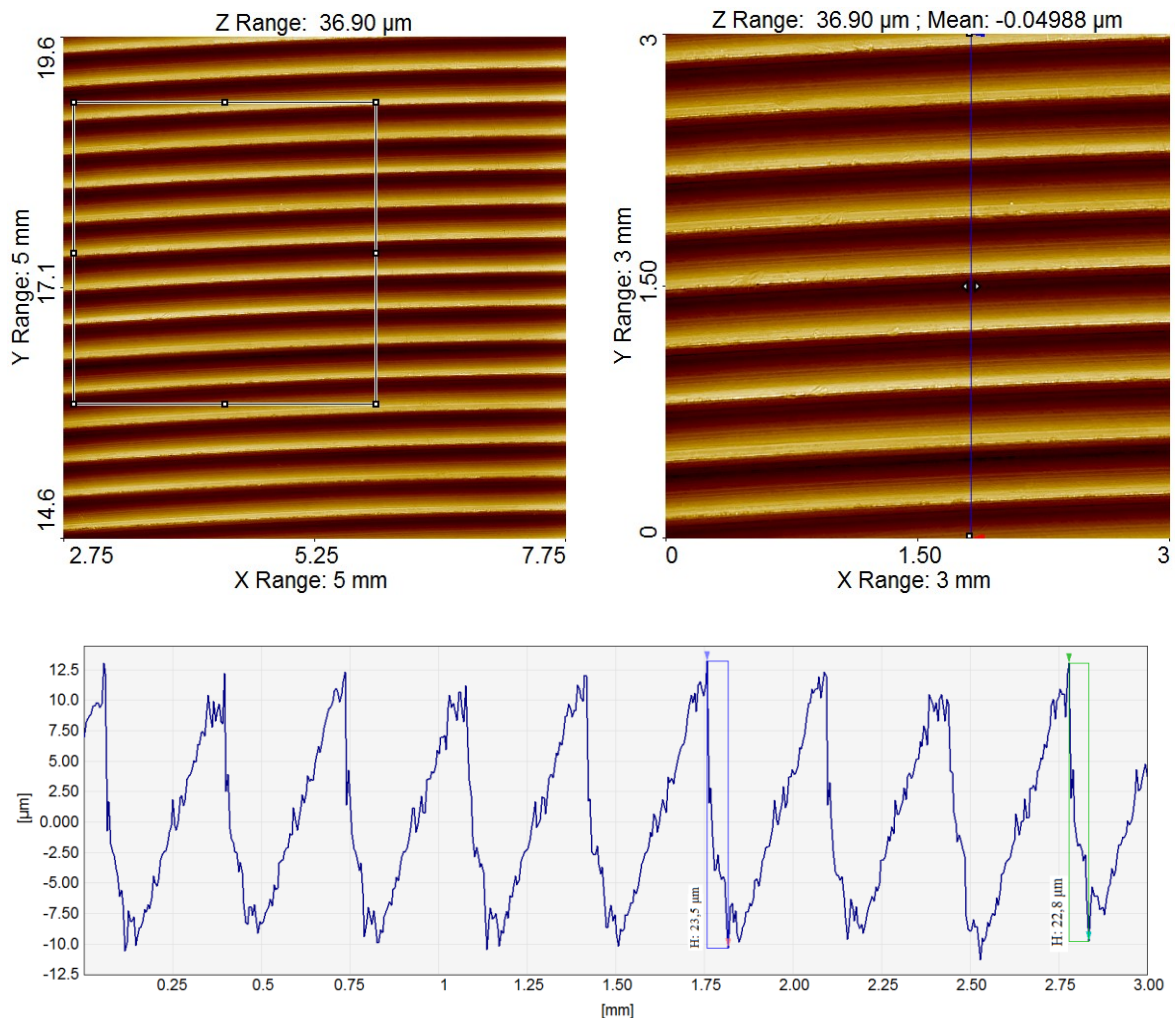 Z Range: 36.90 µm
19.6
17.1
14.6
Y Range: 5 mm
2.75 5.25 7.75
X Range: 5 mm
Z Range: 36.90 µm ; Mean: -0.04988 µm
3
1.50
0
Y Range: 3 mm
0 1.50 3
X Range: 3 mm
12.5
10.0
7.50
5.00
2.50
0.000
-2.50
-5.00
-7.50
-10.0
-12.5
[µm]
H: 23,5 µm
H: 22,8 µm
0.25 0.5 0.75 1 1.25 1.50 1.75 2.00 2.25 2.50 2.75 3.00
[mm]